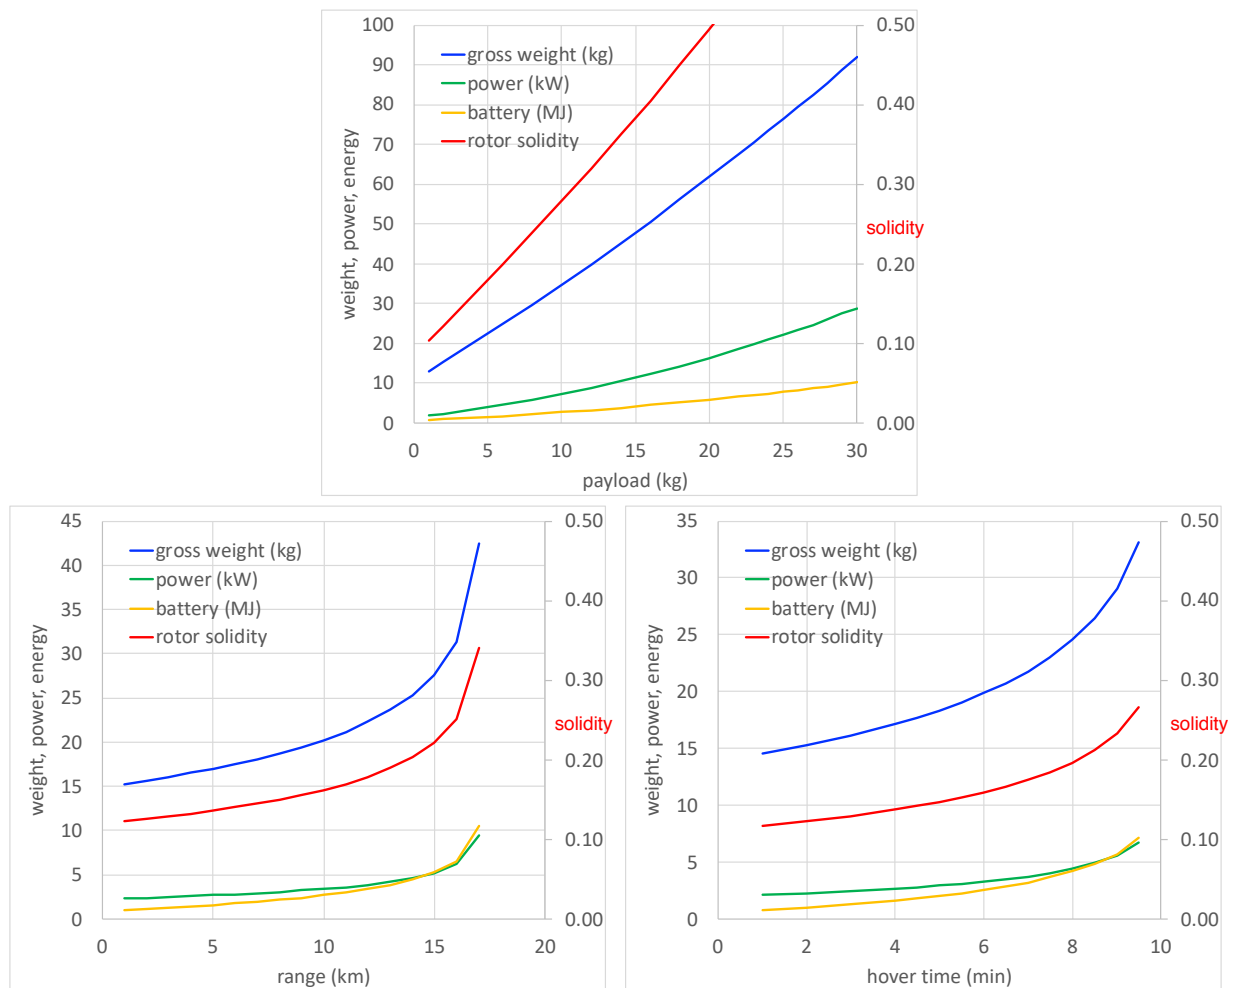 100
90
80
70
60
50
40
30
20
10
0
0.50
0.40
0.30
0.20
0.10
0.00
weight, power, energy
solidity
gross weight (kg)
power (kW)
battery (MJ)
rotor solidity
0 5 10 15 20 25 30
payload (kg)
45
40
35
30
25
20
15
10
5
0
0.50
0.40
0.30
0.20
0.10
0.00
weight, power, energy
solidity
gross weight (kg)
power (kW)
battery (MJ)
rotor solidity
0 5 10 15 20
range (km)
35
30
25
20
15
10
5
0
0.50
0.40
0.30
0.20
0.10
0.00
weight, power, energy
solidity
gross weight (kg)
power (kW)
battery (MJ)
rotor solidity
0 2 4 6 8 10
hover time (min)